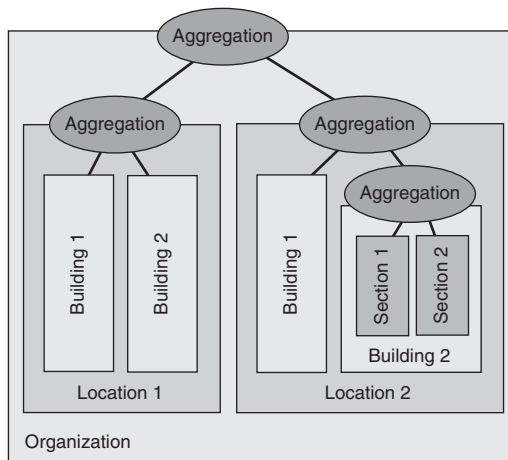 Aggregation
Aggregation
Aggregation
Aggregation
Building 1
Building 2
Building 1
Section 1
Section 2
Building 2
Location 1
Location 2
Organization